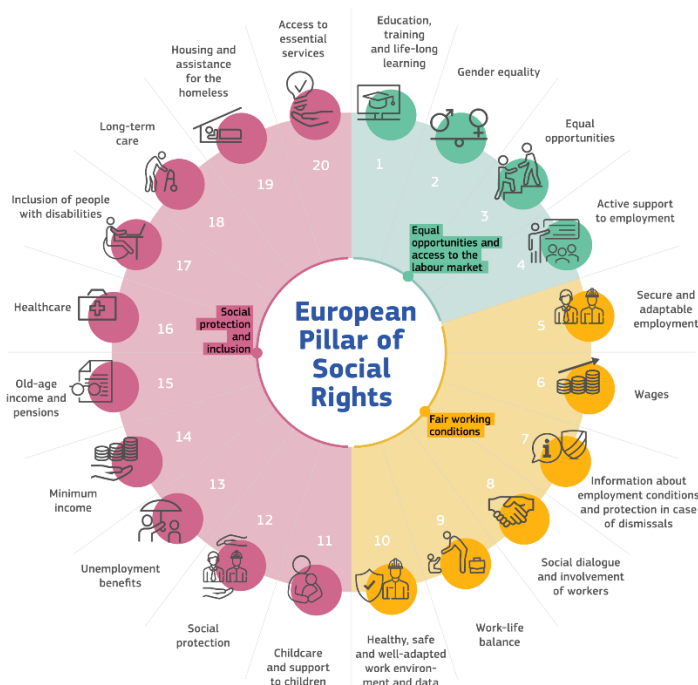 Access to
essential
services
20
Education,
training
and life-long
learning
1
Gender equality
2
Equal
opportunities
3
Active support
to employment
4
Equal
opportunities and
access to the
labour market
Secure and
adaptable
employment
5
Wages
6
Information about
employment conditions
and protection in case
of dismissals
7
Social dialogue
and involvement
of workers
8
Work-life
balance
9
Healthy, safe
and well-adapted
work environ-
ment and data
10
Fair working
conditions
Childcare
and support
to children
11
Social
protection
12
Unemployment
benefits
13
Minimum
income
14
Old-age
income and
pensions
15
Healthcare
16
Inclusion of people
with disabilities
17
Long-term
care
18
Housing and
assistance
for the
homeless
19
Social
protection
and
inclusion
European
Pillar of
Social
Rights
i